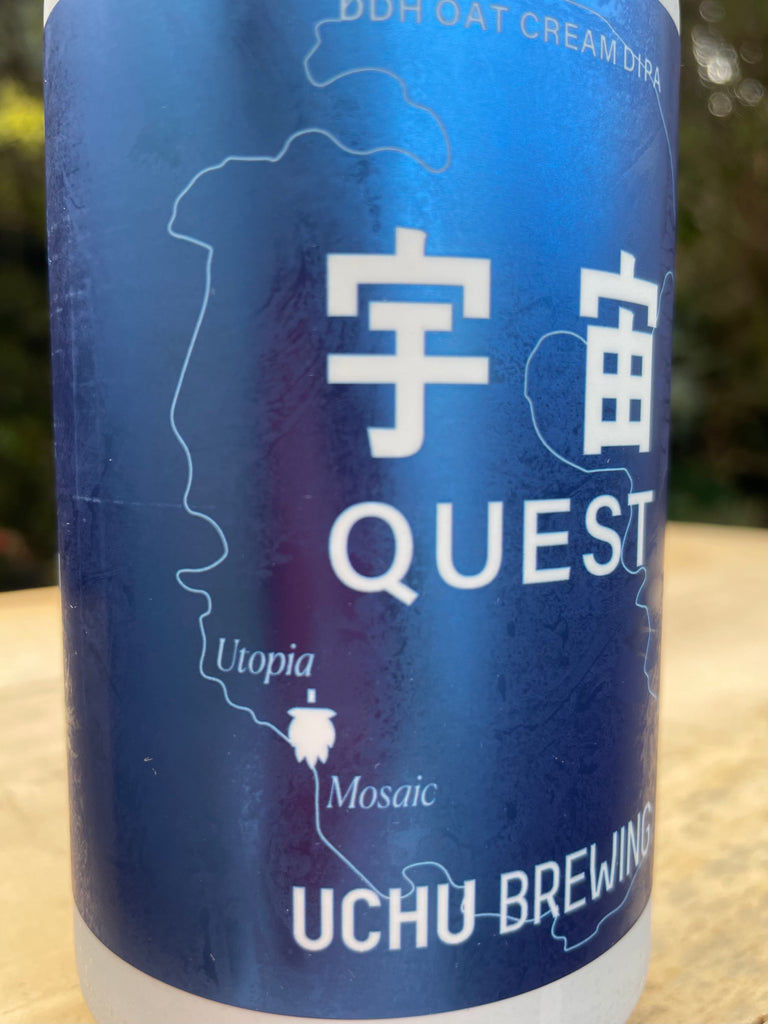 DDH OAT CREAM DIPA
宇宙
QUEST
Utopia
Mosaic
UCHU BREWING